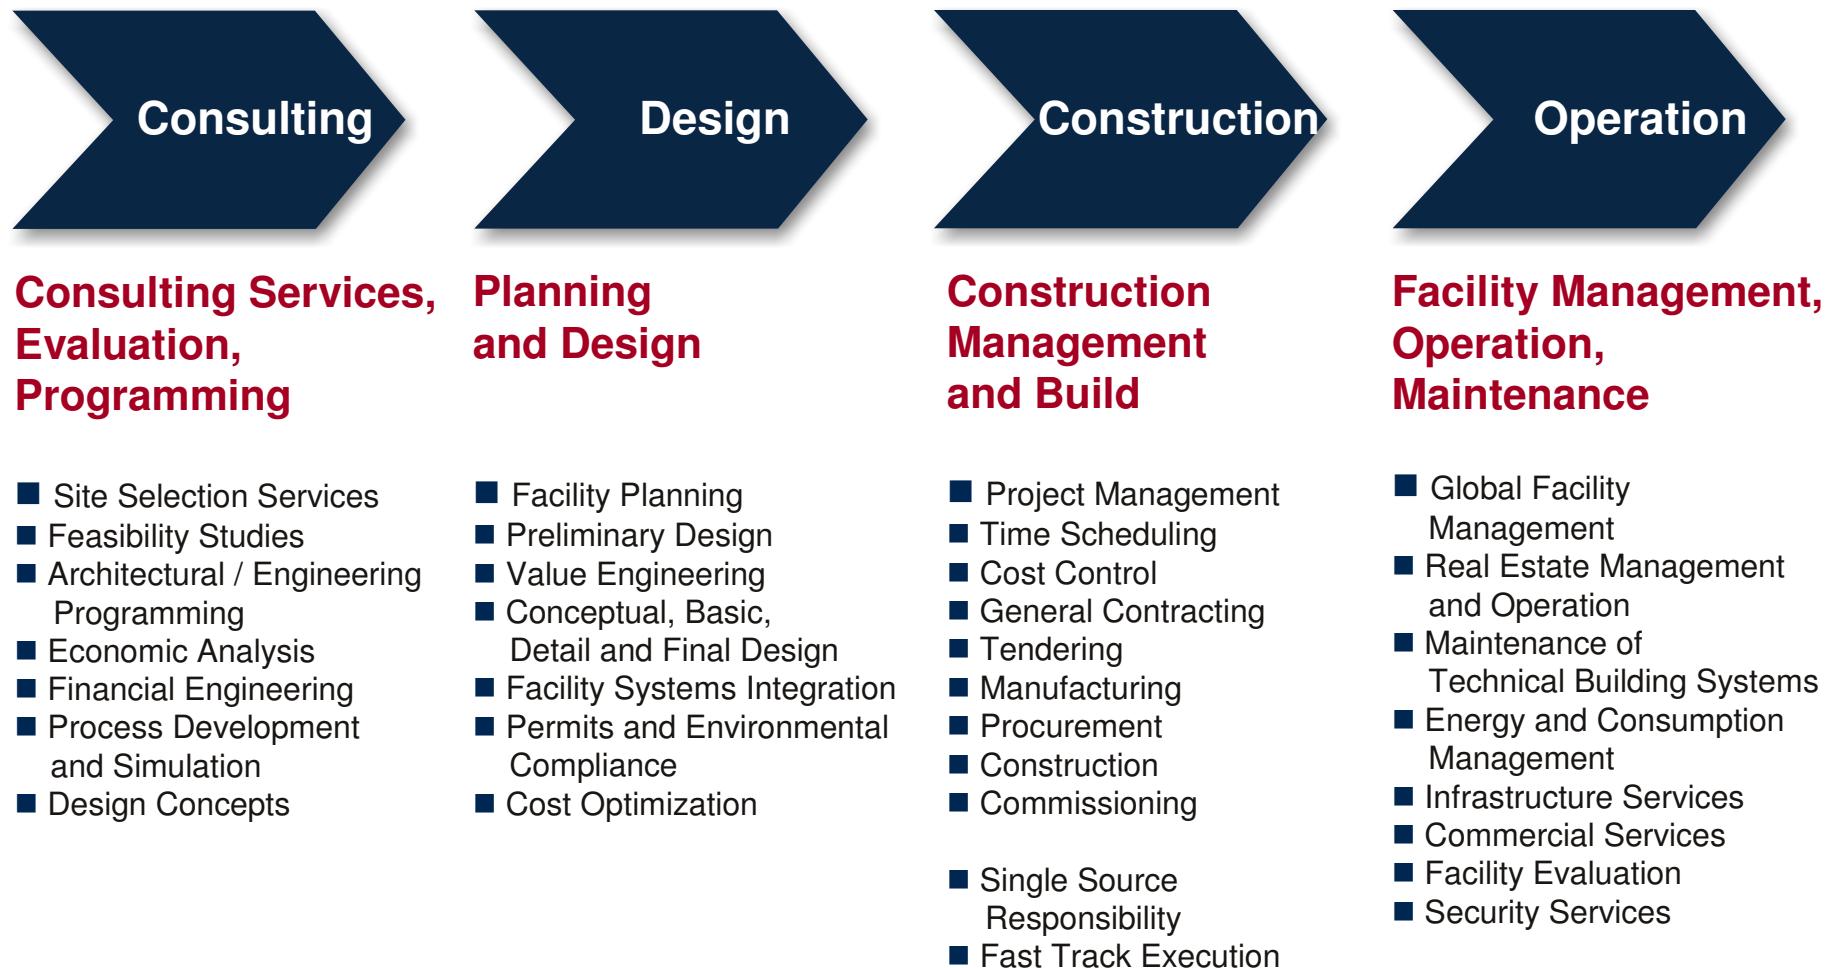 Consulting
Design
Construction
Operation
Consulting Services,
Evaluation,
Programming
■ Site Selection Services
■ Feasibility Studies
■ Architectural / Engineering
Programming
■ Economic Analysis
■ Financial Engineering
■ Process Development
and Simulation
■ Design Concepts
Planning
and Design
■ Facility Planning
■ Preliminary Design
■ Value Engineering
■ Conceptual, Basic,
Detail and Final Design
■ Facility Systems Integration
■ Permits and Environmental
Compliance
■ Cost Optimization
Construction
Management
and Build
■ Project Management
■ Time Scheduling
■ Cost Control
■ General Contracting
■ Tendering
■ Manufacturing
■ Procurement
■ Construction
■ Commissioning
■ Single Source
Responsibility
■ Fast Track Execution
Facility Management,
Operation,
Maintenance
■ Global Facility
Management
■ Real Estate Management
and Operation
■ Maintenance of
Technical Building Systems
■ Energy and Consumption
Management
■ Infrastructure Services
■ Commercial Services
■ Facility Evaluation
■ Security Services